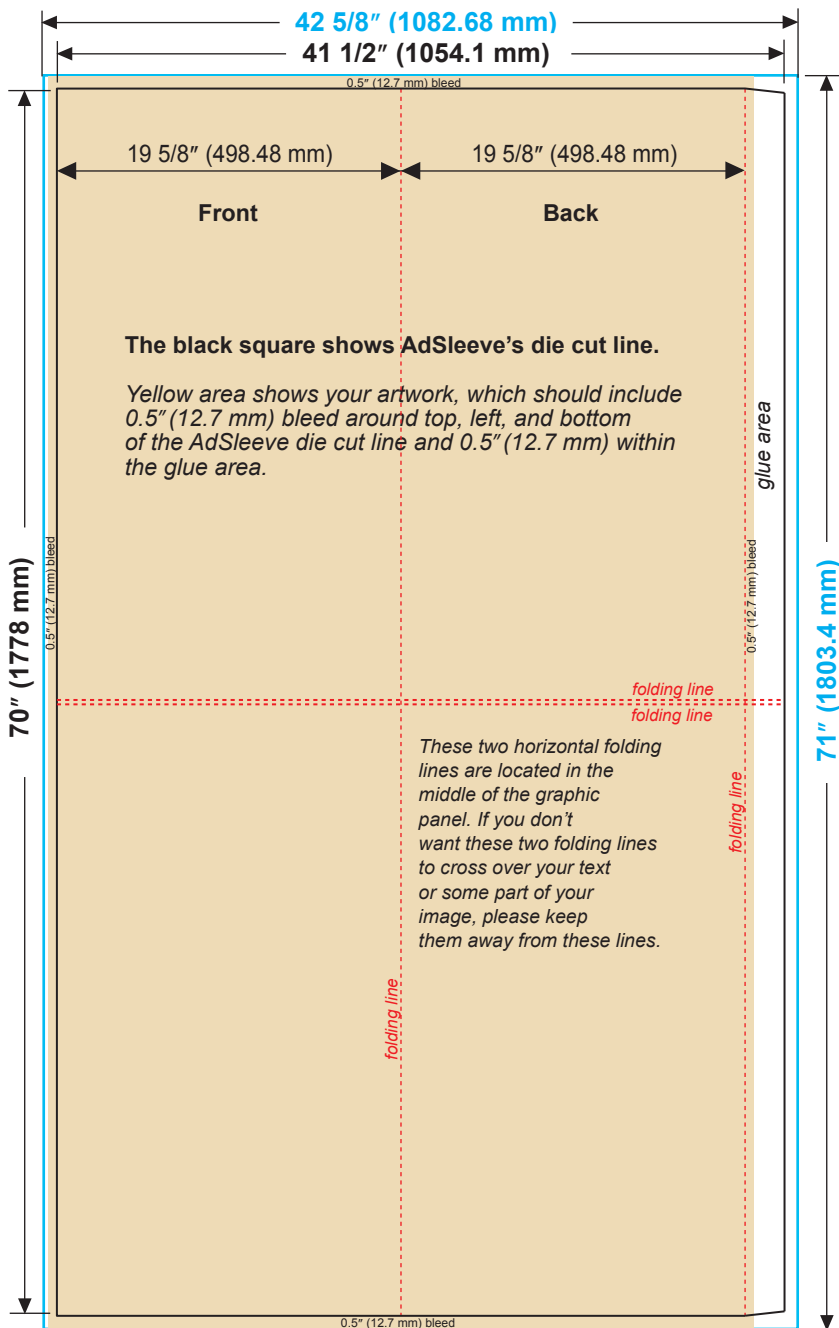 42 5/8″ (1082.68 mm)
41 1/2″ (1054.1 mm)
0.5″ (12.7 mm) bleed
19 5/8″ (498.48 mm)
19 5/8″ (498.48 mm)
Front
Back
The black square shows AdSleeve’s die cut line.
Yellow area shows your artwork, which should include
0.5″ (12.7 mm) bleed around top, left, and bottom
of the AdSleeve die cut line and 0.5″ (12.7 mm) within
the glue area.
glue area
0.5″ (12.7 mm) bleed
0.5″ (12.7 mm) bleed
70″ (1778 mm)
71″ (1803.4 mm)
folding line
folding line
These two horizontal folding
lines are located in the
middle of the graphic
panel. If you don’t
want these two folding lines
to cross over your text
or some part of your
image, please keep
them away from these lines.
folding line
folding line
0.5″ (12.7 mm) bleed